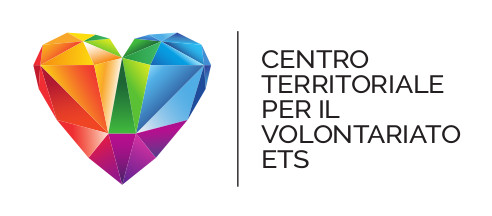 CENTRO
TERRITORIALE
PER IL
VOLONTARIATO
ETS